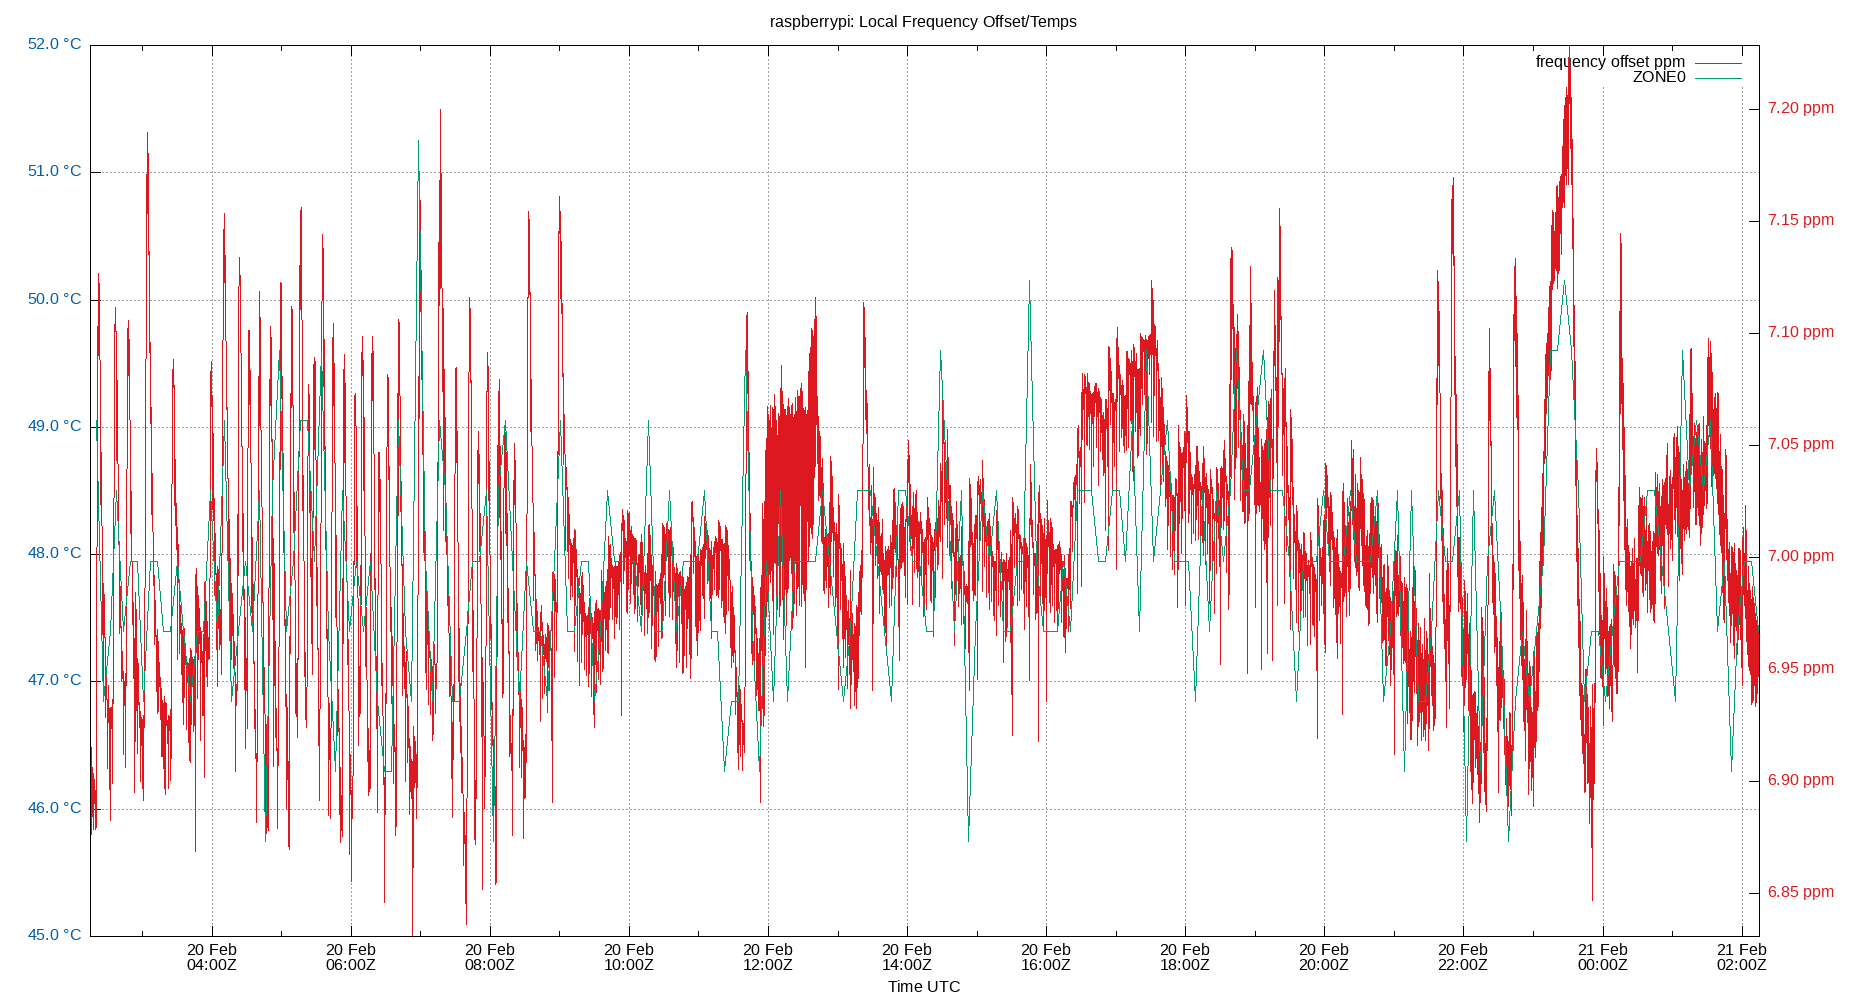 raspberrypi: Local Frequency Offset/Temps
frequency offset ppm
ZONE0
52.0 °C
51.0 °C
50.0 °C
49.0 °C
48.0 °C
47.0 °C
46.0 °C
45.0 °C
7.20 ppm
7.15 ppm
7.10 ppm
7.05 ppm
7.00 ppm
6.95 ppm
6.90 ppm
6.85 ppm
20 Feb 20 Feb 20 Feb 20 Feb 20 Feb 20 Feb 20 Feb 20 Feb 20 Feb 20 Feb 21 Feb 21 Feb
04:00Z 06:00Z 08:00Z 10:00Z 12:00Z 14:00Z 16:00Z 18:00Z 20:00Z 22:00Z 00:00Z 02:00Z
Time UTC